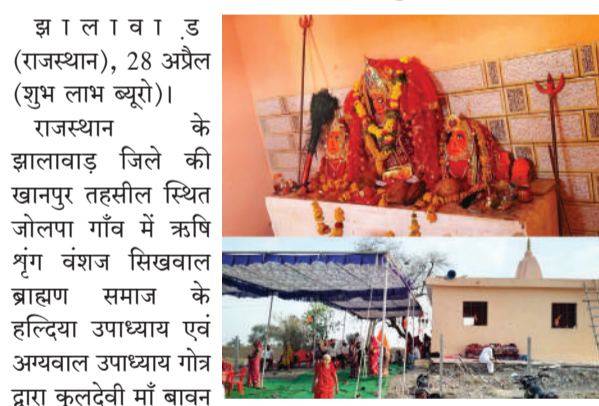 झालावाड़
(राजस्थान), 28 अप्रैल
(शुभ लाभ ब्यूरो)।
राजस्थान के
झालावाड़ जिले की
खानपुर तहसील स्थित
जोलपा गाँव में ऋषि
शृंग वंशज सिखवाल
ब्राह्मण समाज के
हल्दिया उपाध्याय एवं
अग्यवाल उपाध्याय गोत्र
द्वारा कुलदेवी माँ बावन